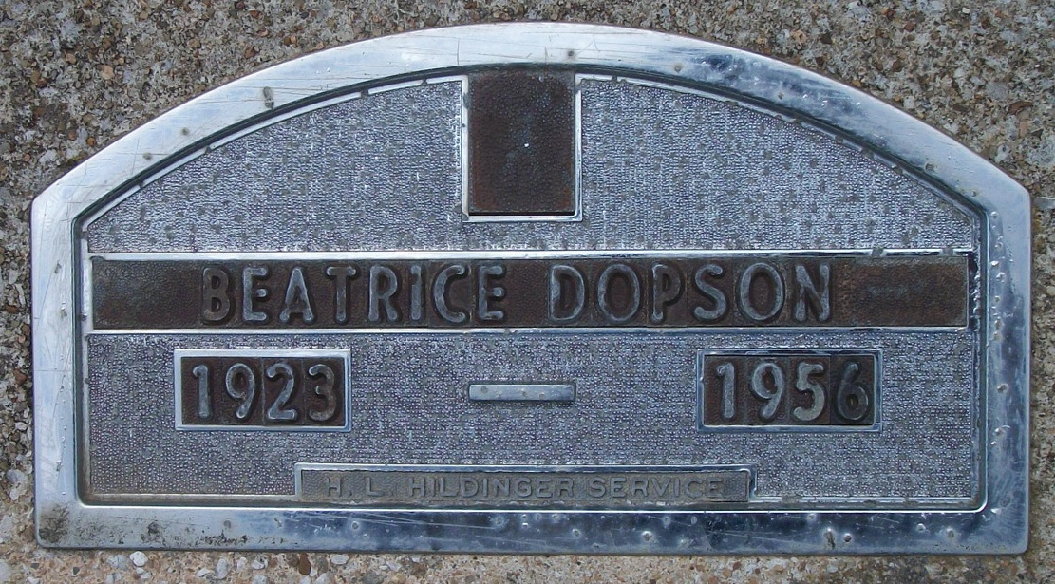 BEATRICE DOPSON
1923 — 1956
H. L. HILDINGER SERVICE